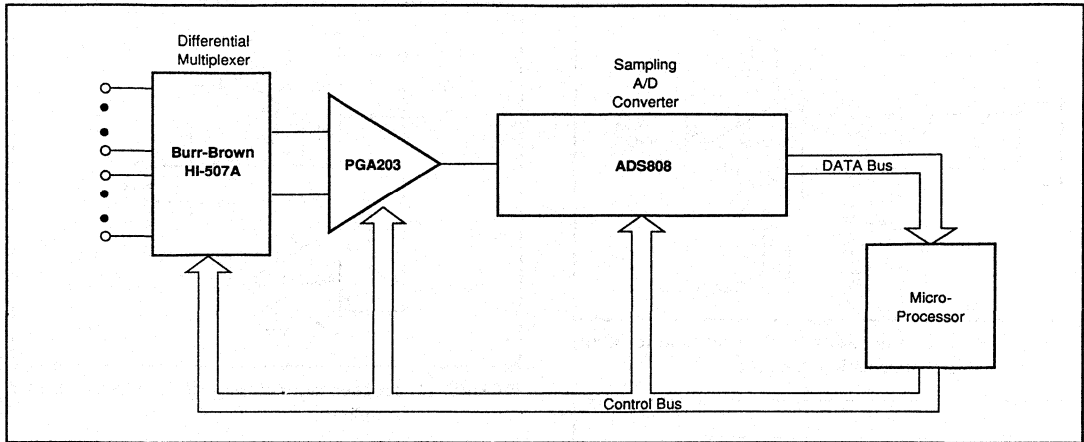 Differential
Multiplexer
Burr-Brown
HI-507A
PGA203
Sampling
A/D
Converter
ADS808
DATA Bus
Micro-
Processor
Control Bus